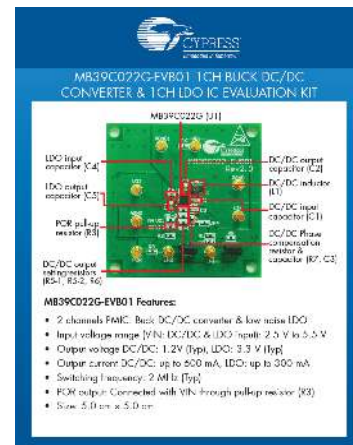 CYPRESS
MB39C022G-EVB01 1CH BUCK DC/DC
CONVERTER & 1CH LDO IC EVALUATION KIT
MB39C022G (U1)
LDO input
capacitor (C4)
LDO output
capacitor (C5)
POR pull-up
resistor (R3)
DC/DC output
setting resistors
(R5-1, R5-2, R6)
DC/DC output
capacitor (C2)
DC/DC inductor
(L1)
DC/DC input
capacitor (C1)
DC/DC Phase
compensation
resistor &
capacitor (R7, C3)
MB39C022G-EVB01
Rev2.0
MB39C022G-EVB01 Features:
• 2 channels PMIC: Buck DC/DC converter & low noise LDO
• Input voltage range (VIN: DC/DC & LDO input): 2.5 V to 5.5 V
• Output voltage DC/DC: 1.2V (Typ), LDO: 3.3 V (Typ)
• Output current DC/DC: up to 600 mA, LDO: up to 300 mA
• Switching frequency: 2 MHz (Typ)
• POR output: Connected with VIN through pull-up resistor (R3)
• Size: 5.0 cm x 5.0 cm